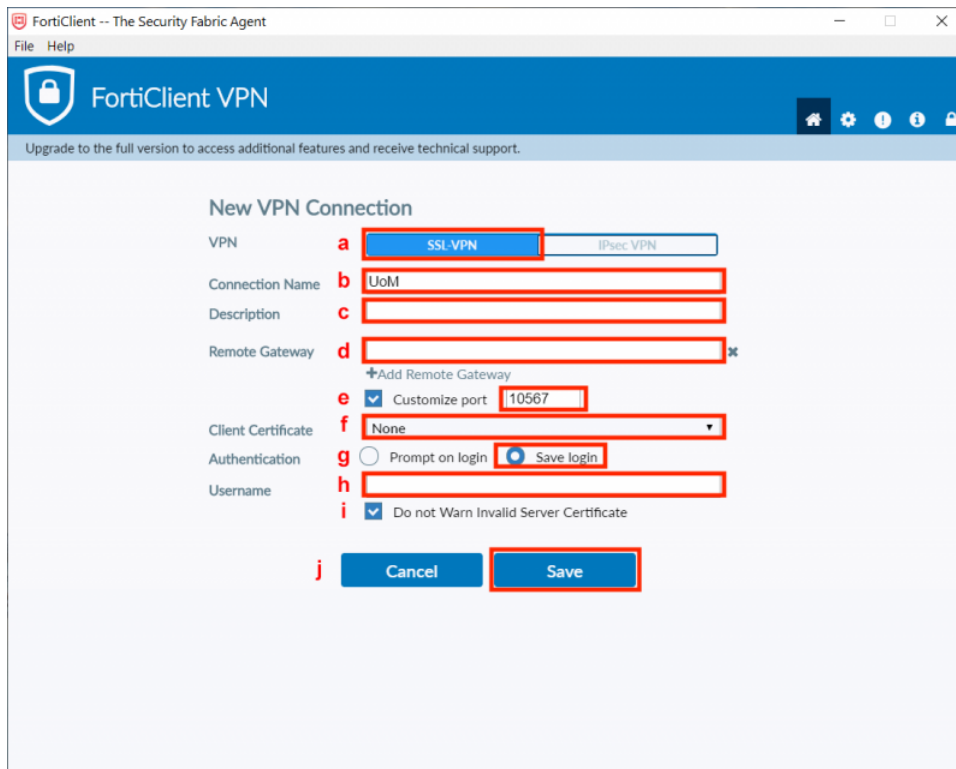 FortiClient -- The Security Fabric Agent
File Help
FortiClient VPN
Upgrade to the full version to access additional features and receive technical support.
New VPN Connection
VPN a SSL-VPN IPsec VPN
Connection Name b UoM
Description c
Remote Gateway d
+Add Remote Gateway
e Customize port 10567
Client Certificate f None
Authentication g Prompt on login Save login
Username h
i Do not Warn Invalid Server Certificate
j Cancel Save